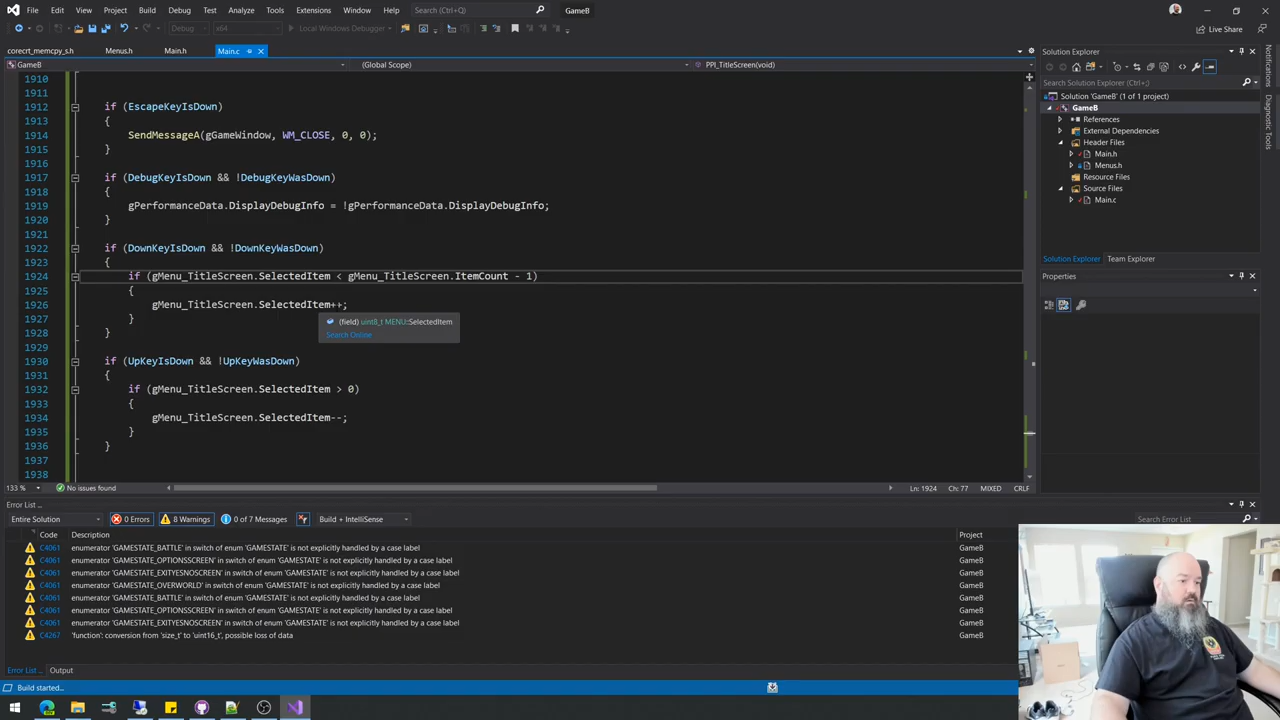 File Edit View Project Build Debug Test Analyze Tools Extensions Window Help Search (Ctrl+Q) GameB
Debug x64 Local Windows Debugger Live Share
corecrt_memcpy_s.h Menus.h Main.h Main.c
GameB (Global Scope) PPI_TitleScreen(void)
1910
1911
1912 if (EscapeKeyIsDown)
1913 {
1914 SendMessageA(gGameWindow, WM_CLOSE, 0, 0);
1915 }
1916
1917 if (DebugKeyIsDown && !DebugKeyWasDown)
1918 {
1919 gPerformanceData.DisplayDebugInfo = !gPerformanceData.DisplayDebugInfo;
1920 }
1921
1922 if (DownKeyIsDown && !DownKeyWasDown)
1923 {
1924 if (gMenu_TitleScreen.SelectedItem < gMenu_TitleScreen.ItemCount - 1)
1925 {
1926 gMenu_TitleScreen.SelectedItem++;
1927 }
(field) uint8_t MENU::SelectedItem
Search Online
1928 }
1929
1930 if (UpKeyIsDown && !UpKeyWasDown)
1931 {
1932 if (gMenu_TitleScreen.SelectedItem > 0)
1933 {
1934 gMenu_TitleScreen.SelectedItem--;
1935 }
1936 }
1937
1938
133 % No issues found Ln: 1924 Ch: 77 MIXED CRLF
Error List ...
Entire Solution 0 Errors 8 Warnings 0 of 7 Messages Build + IntelliSense Search Error List
Code Description Project
C4061 enumerator 'GAMESTATE_BATTLE' in switch of enum 'GAMESTATE' is not explicitly handled by a case label GameB
C4061 enumerator 'GAMESTATE_OPTIONSSCREEN' in switch of enum 'GAMESTATE' is not explicitly handled by a case label GameB
C4061 enumerator 'GAMESTATE_EXITYESNOSCREEN' in switch of enum 'GAMESTATE' is not explicitly handled by a case label GameB
C4061 enumerator 'GAMESTATE_OVERWORLD' in switch of enum 'GAMESTATE' is not explicitly handled by a case label GameB
C4061 enumerator 'GAMESTATE_BATTLE' in switch of enum 'GAMESTATE' is not explicitly handled by a case label GameB
C4061 enumerator 'GAMESTATE_OPTIONSSCREEN' in switch of enum 'GAMESTATE' is not explicitly handled by a case label GameB
C4061 enumerator 'GAMESTATE_EXITYESNOSCREEN' in switch of enum 'GAMESTATE' is not explicitly handled by a case label GameB
C4267 'function': conversion from 'size_t' to 'uint16_t', possible loss of data GameB
Error List ... Output
Build started...
Solution Explorer
Search Solution Explorer (Ctrl+;)
Solution 'GameB' (1 of 1 project)
GameB
References
External Dependencies
Header Files
Main.h
Menus.h
Resource Files
Source Files
Main.c
Solution Explorer Team Explorer
Properties
Notifications
Diagnostic Tools